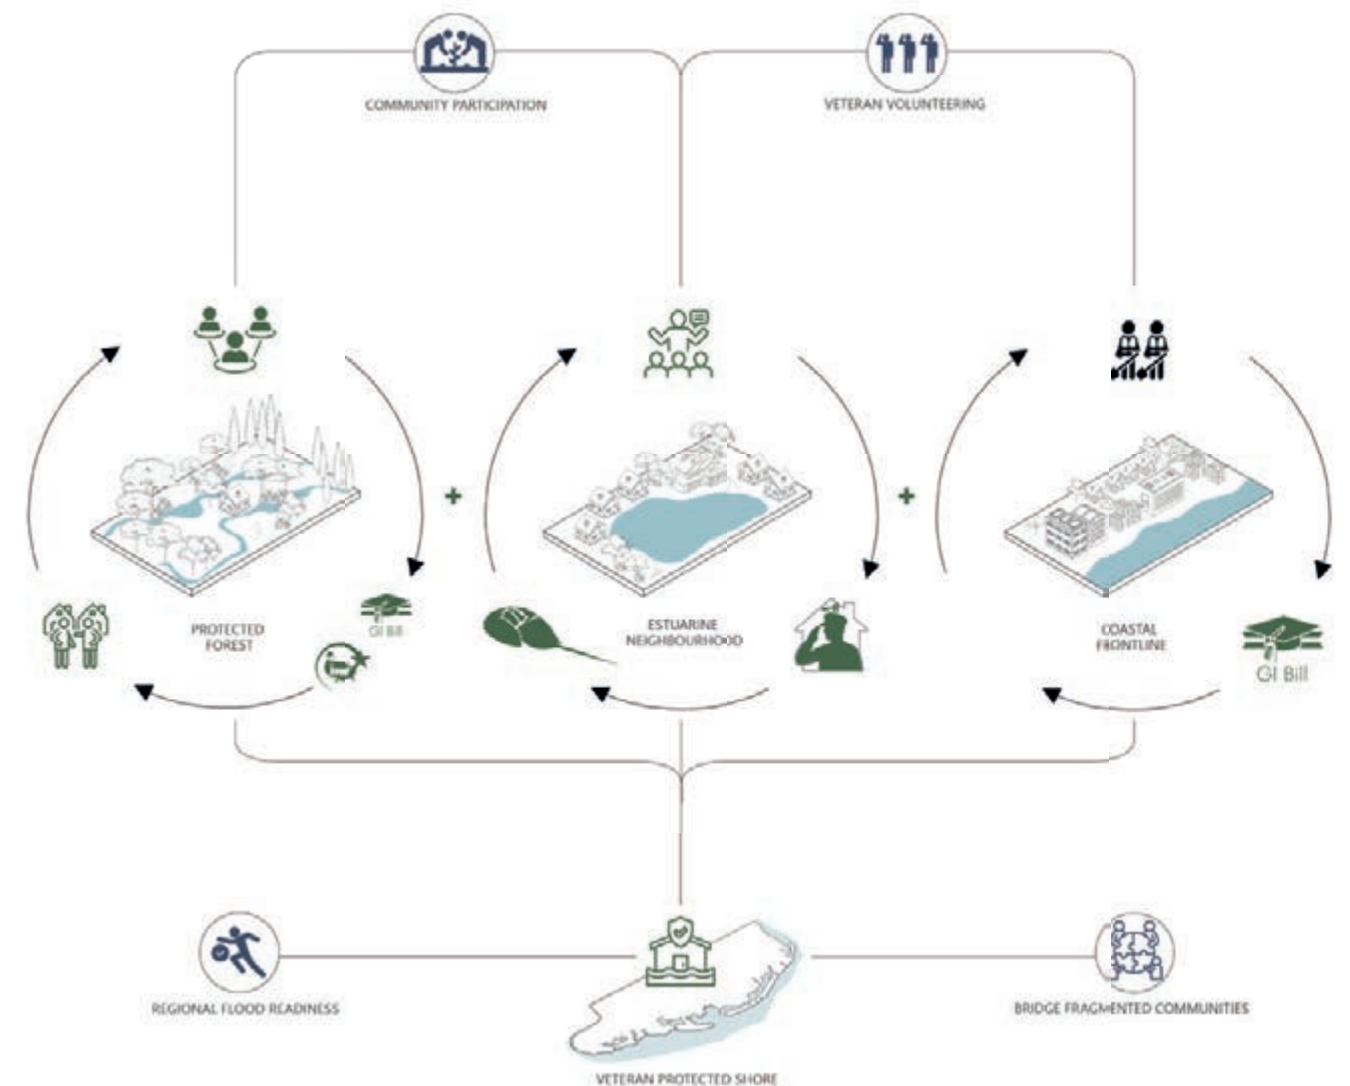 COMMUNITY PARTICIPATION
VETERAN VOLUNTEERING
PROTECTED
FOREST
GI Bill
ESTUARINE
NEIGHBOURHOOD
COASTAL
FRONTLINE
GI Bill
REGIONAL FLOOD READINESS
BRIDGE FRAGMENTED COMMUNITIES
VETERAN PROTECTED SHORE